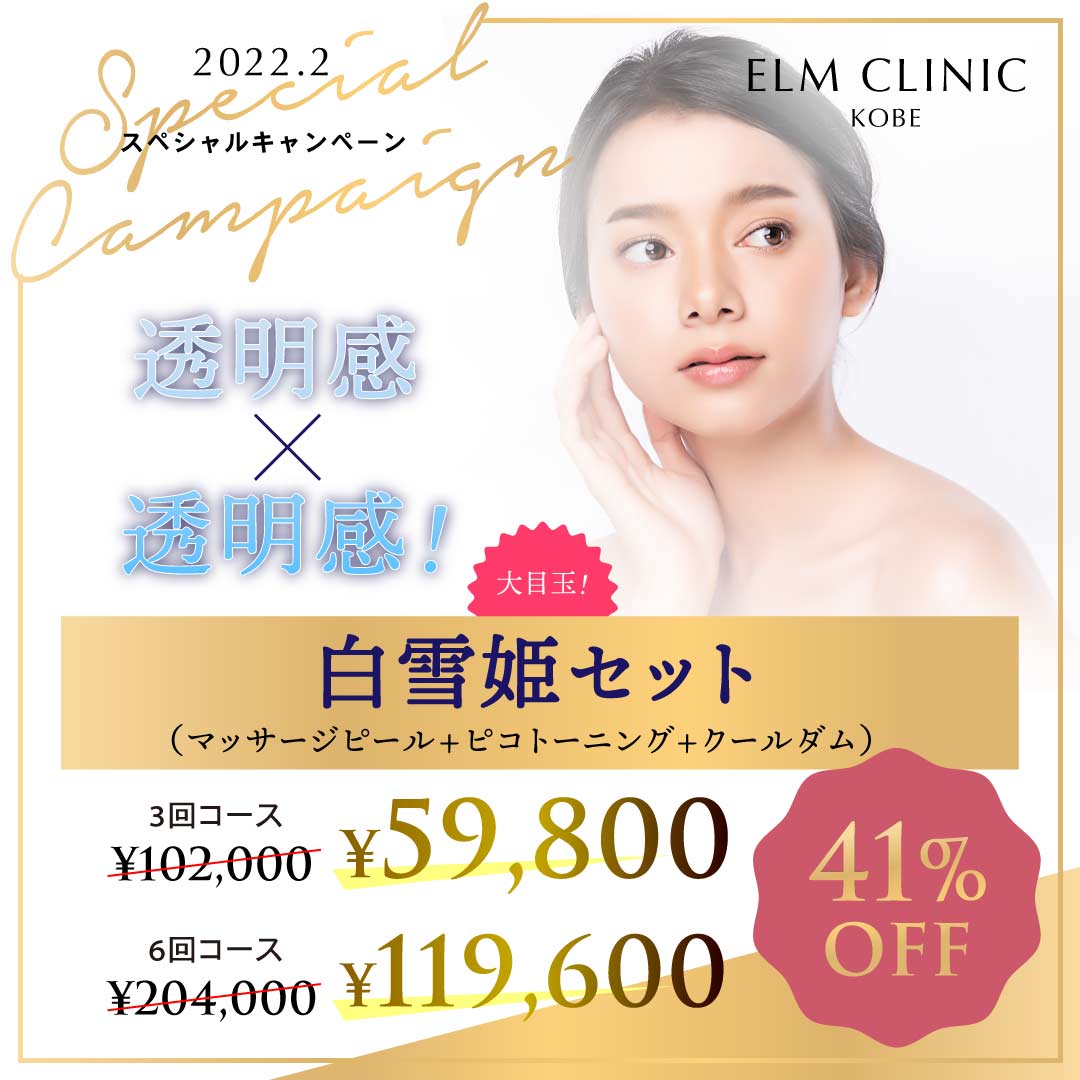 2022.2
Special
スペシャルキャンペーン
Campaign
ELM CLINIC
KOBE
透明感
×
透明感!
大目玉!
白雪姫セット
(マッサージピール+ピコトーニング+クールダム)
3回コース
¥102,000 ¥59,800
6回コース
¥204,000 ¥119,600
41%
OFF